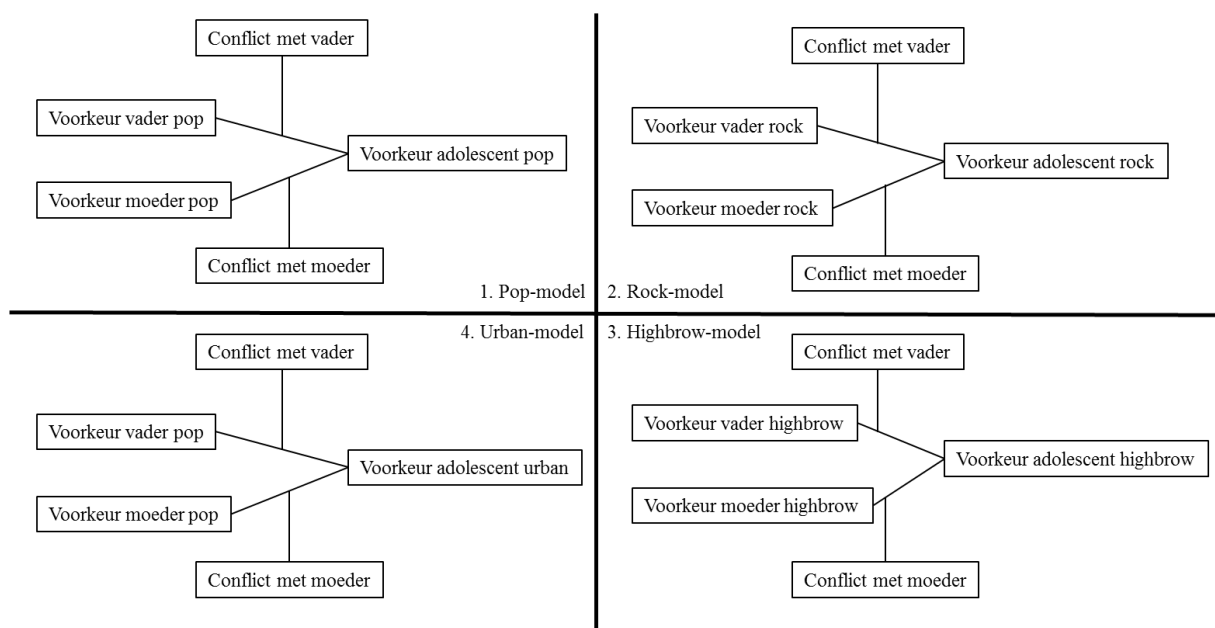 Conflict met vader
Voorkeur vader pop
Voorkeur adolescent pop
Voorkeur moeder pop
Conflict met moeder
1. Pop-model
Conflict met vader
Voorkeur vader rock
Voorkeur adolescent rock
Voorkeur moeder rock
Conflict met moeder
2. Rock-model
4. Urban-model
Conflict met vader
Voorkeur vader pop
Voorkeur adolescent urban
Voorkeur moeder pop
Conflict met moeder
3. Highbrow-model
Conflict met vader
Voorkeur vader highbrow
Voorkeur adolescent highbrow
Voorkeur moeder highbrow
Conflict met moeder